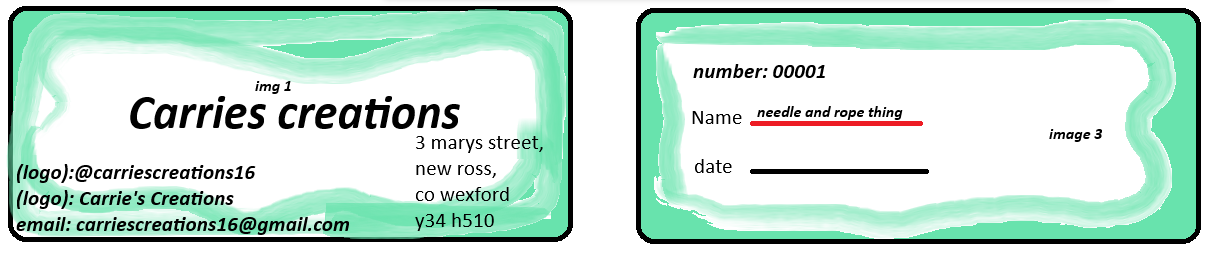 img 1
Carries creations
3 marys street,
new ross,
co wexford
y34 h510
(logo):@carriescreations16
(logo): Carrie's Creations
email: carriescreations16@gmail.com
number: 00001
Name needle and rope thing
image 3
date